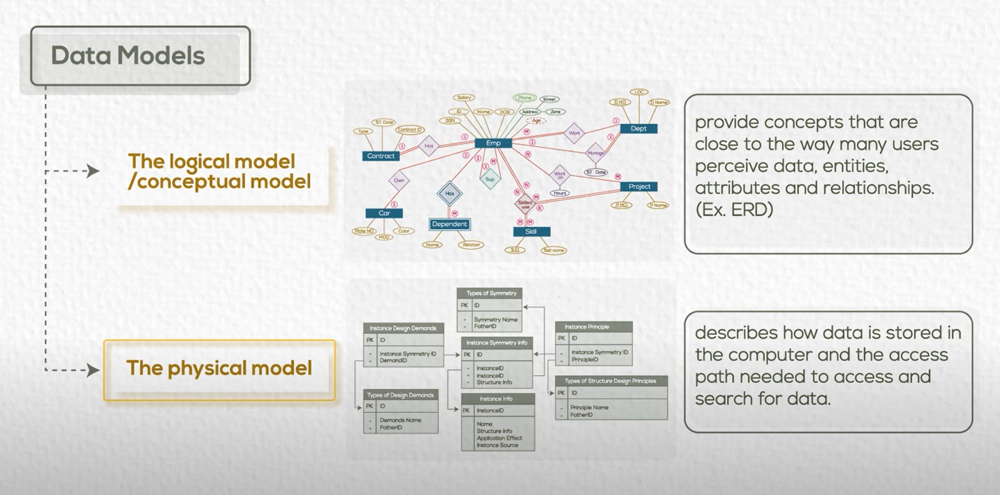 Data Models
The logical model
/conceptual model
Salary
Phone
Street
ID
Name
DOB
Address
Zone
SSN
Age
LOC
D.NO
D Name
Type
ST. Date
Contract ID
Has
1
1
Emp
M
Work
1
Dept
1
1
Contract
1
1
M
N
Manage
ST. Date
Own
Sup
Work
on
M
Hours
Project
P NO
P Name
Has
N
N
M
K
Skilled
use
1
Car
M
Dependent
M
M
Skill
Plate NO
MOD
Color
Name
Relation
S.ID
Skill name
provide concepts that are
close to the way many users
perceive data, entities,
attributes and relationships.
(Ex. ERD)
The physical model
Types of Symmetry
PK ID
- Symmetry Name
- FatherID
Instance Design Demands
PK ID
- Instance Symmetry ID
- DemandID
Instance Symmetry Info
PK ID
- InstanceID
- InstanceID
- Structure Info
Instance Principle
PK ID
- Instance Symmetry ID
- PrincipleID
Types of Design Demands
PK ID
- Demands Name
- FatherID
Instance Info
PK InstanceID
Name
Structure Info
Application Effect
Instance Source
Types of Structure Design Principles
PK ID
- Principle Name
- FatherID
describes how data is stored in
the computer and the access
path needed to access and
search for data.